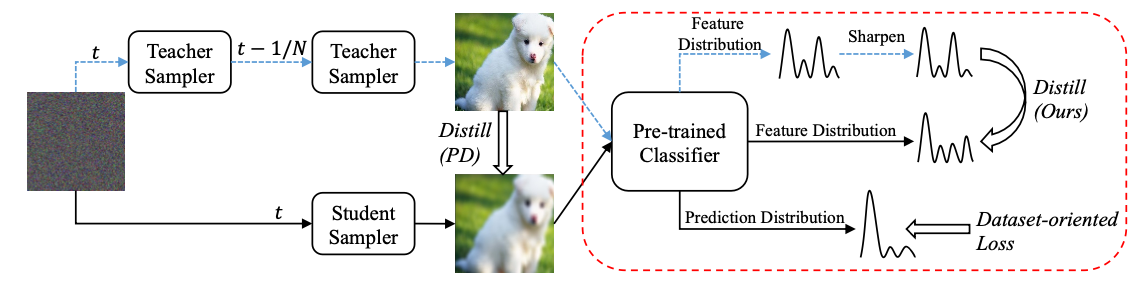 t
Teacher
Sampler
t − 1/N
Teacher
Sampler
Distill
(PD)
t
Student
Sampler
Pre-trained
Classifier
Feature
Distribution
Sharpen
Distill
(Ours)
Feature Distribution
Prediction Distribution
Dataset-oriented
Loss